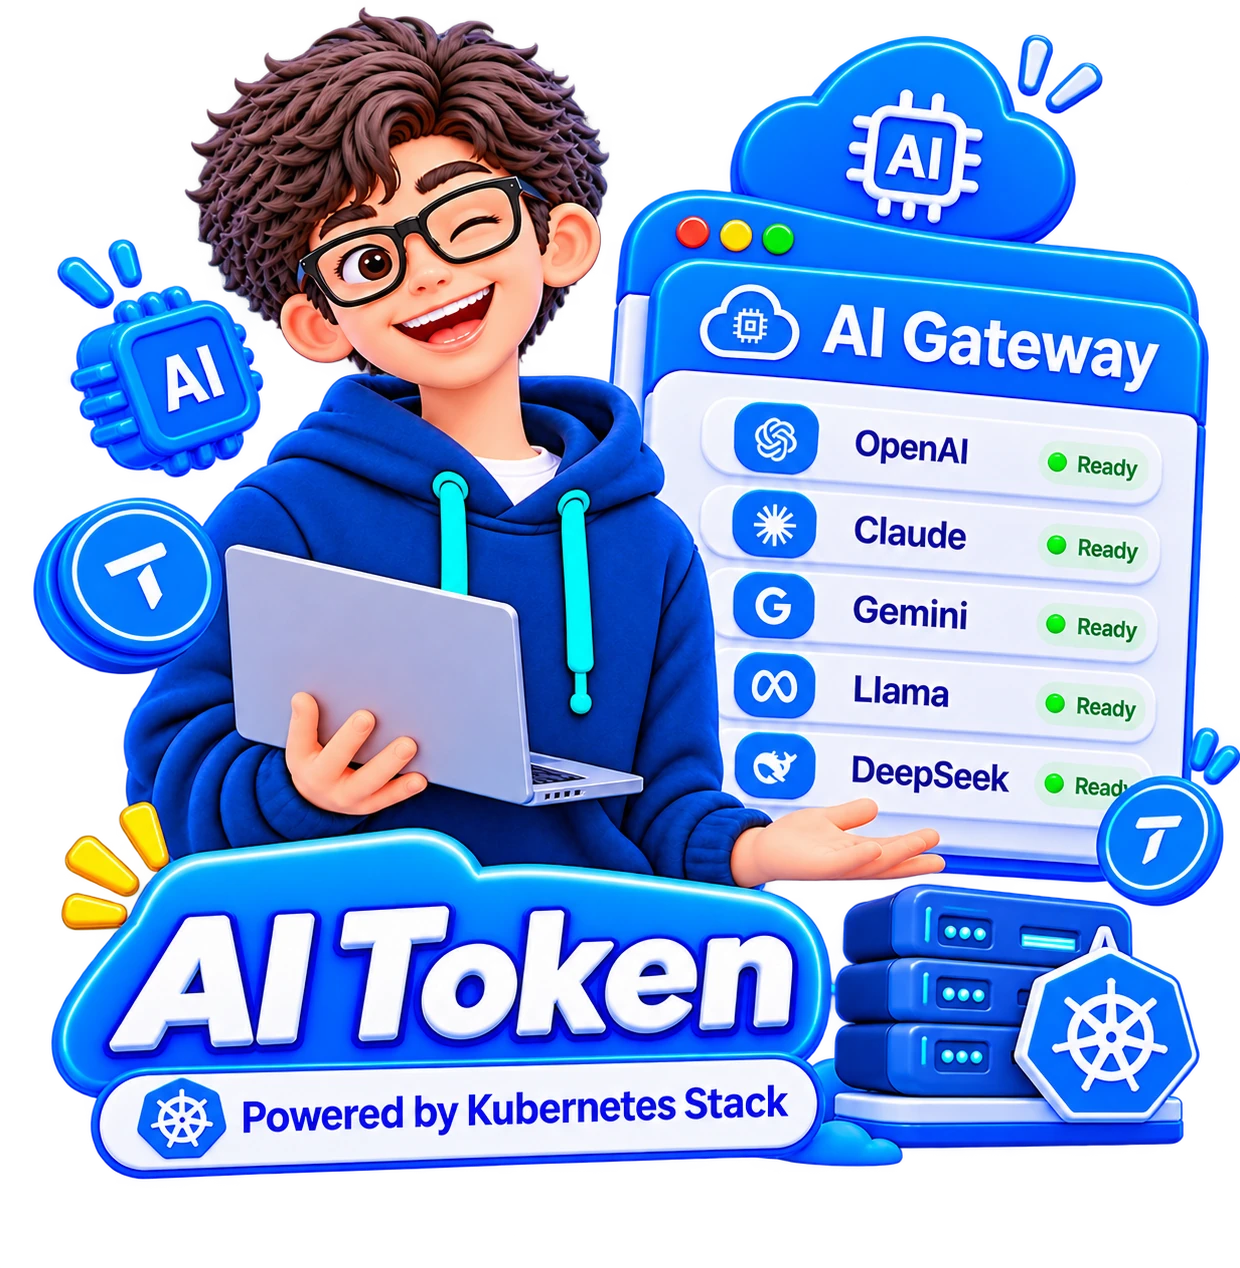 AI
AI Gateway
AI
OpenAI
Ready
Claude
Ready
Gemini
Ready
Llama
Ready
DeepSeek
Ready
T
T
AI Token
Powered by Kubernetes Stack